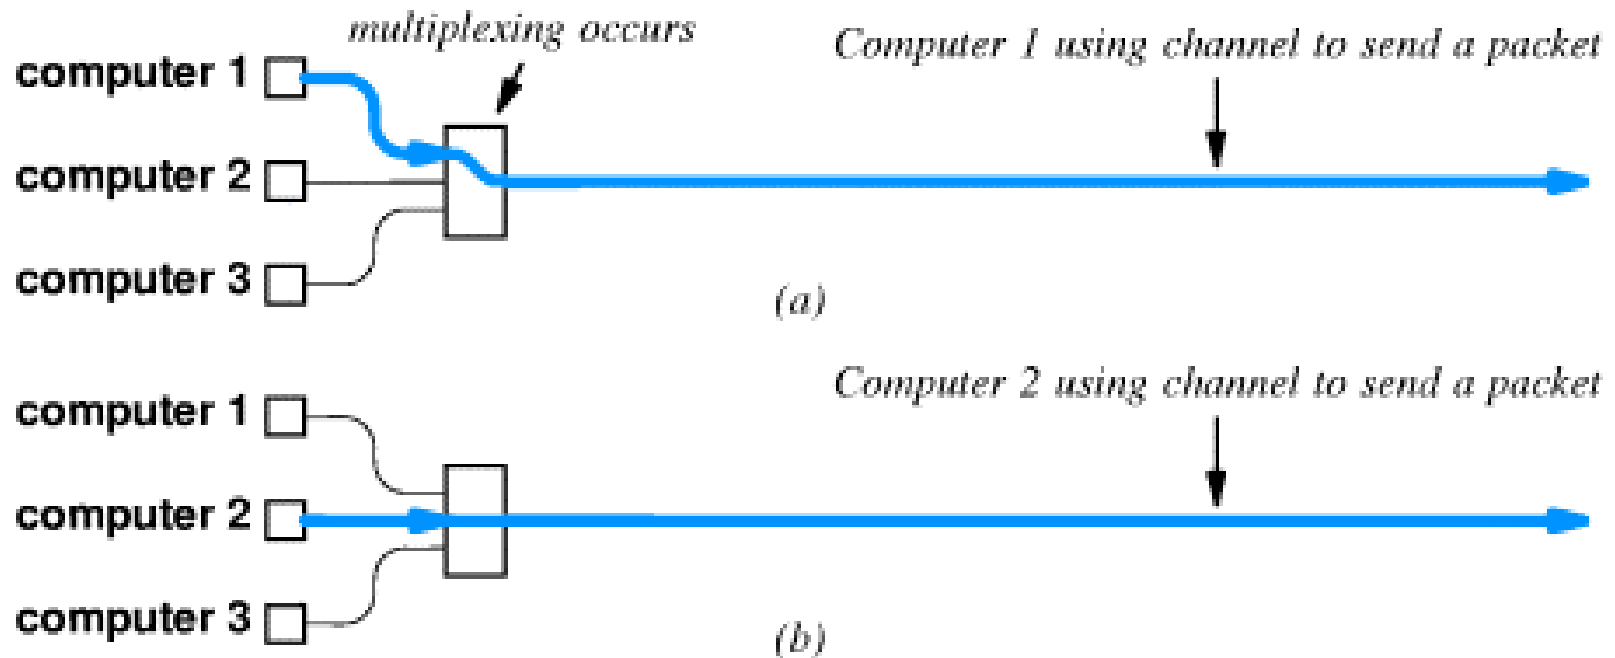 multiplexing occurs
Computer 1 using channel to send a packet
computer 1
computer 2
computer 3
(a)
Computer 2 using channel to send a packet
computer 1
computer 2
computer 3
(b)